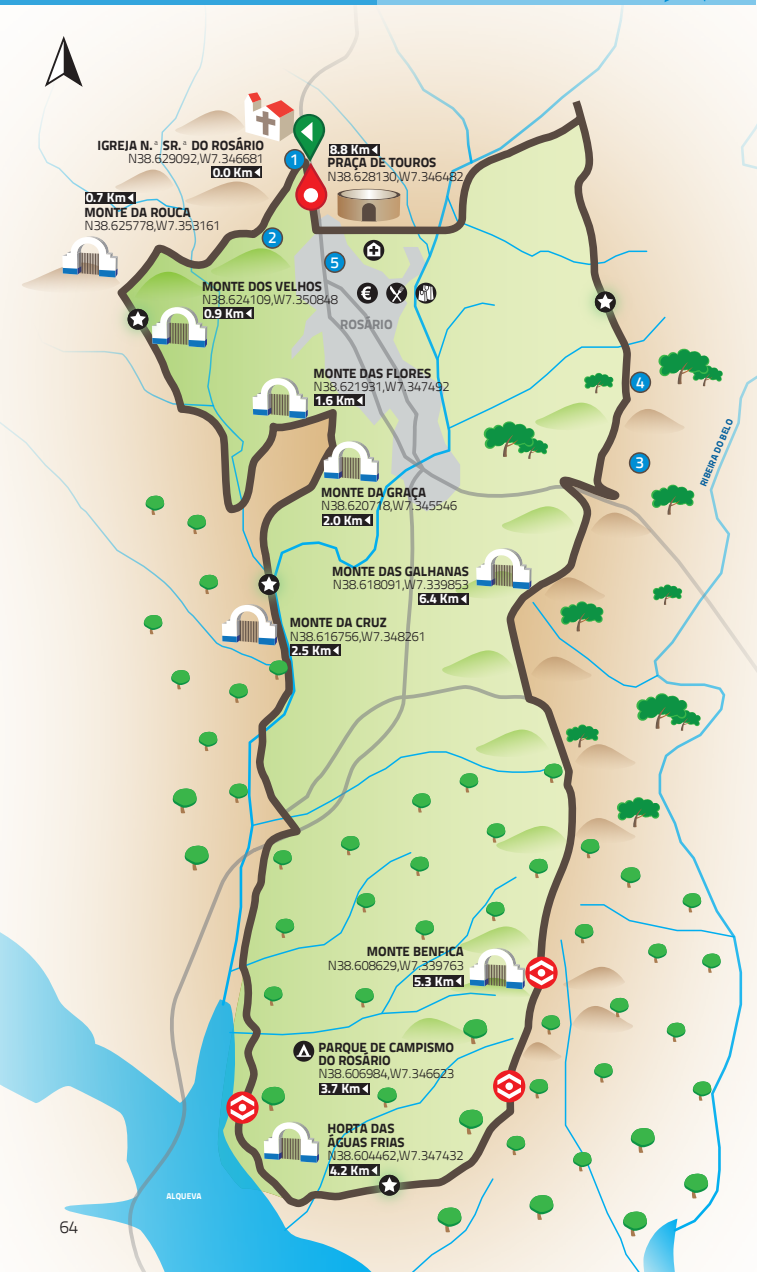 8.8 Km
PRAÇA DE TOUROS
N38.628130,W7.346482
IGREJA N.ª SR.ª DO ROSÁRIO
N38.629092,W7.346681
0.0 Km
1
0.7 Km
MONTE DA ROUCA
N38.625778,W7.353161
2
5
MONTE DOS VELHOS
N38.624109,W7.350848
0.9 Km
€
ROSÁRIO
MONTE DAS FLORES
N38.621931,W7.347492
1.6 Km
4
3
RIBEIRA DO BELO
MONTE DA GRAÇA
N38.620718,W7.345546
2.0 Km
MONTE DAS GALHANAS
N38.618091,W7.339853
6.4 Km
MONTE DA CRUZ
N38.616756,W7.348261
2.5 Km
MONTE BENFICA
N38.608629,W7.339763
5.3 Km
PARQUE DE CAMPISMO
DO ROSÁRIO
N38.606984,W7.346623
3.7 Km
HORTA DAS
ÁGUAS FRIAS
N38.604462,W7.347432
4.2 Km
ALQUEVA
64